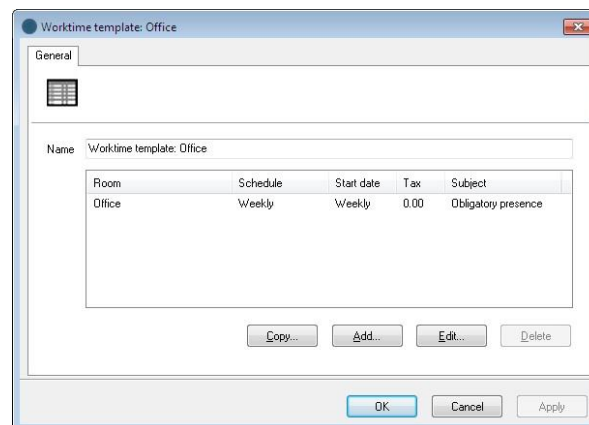 Worktime template: Office
General
Name Worktime template: Office
Room Schedule Start date Tax Subject
Office Weekly Weekly 0.00 Obligatory presence
Copy... Add... Edit... Delete
OK Cancel Apply